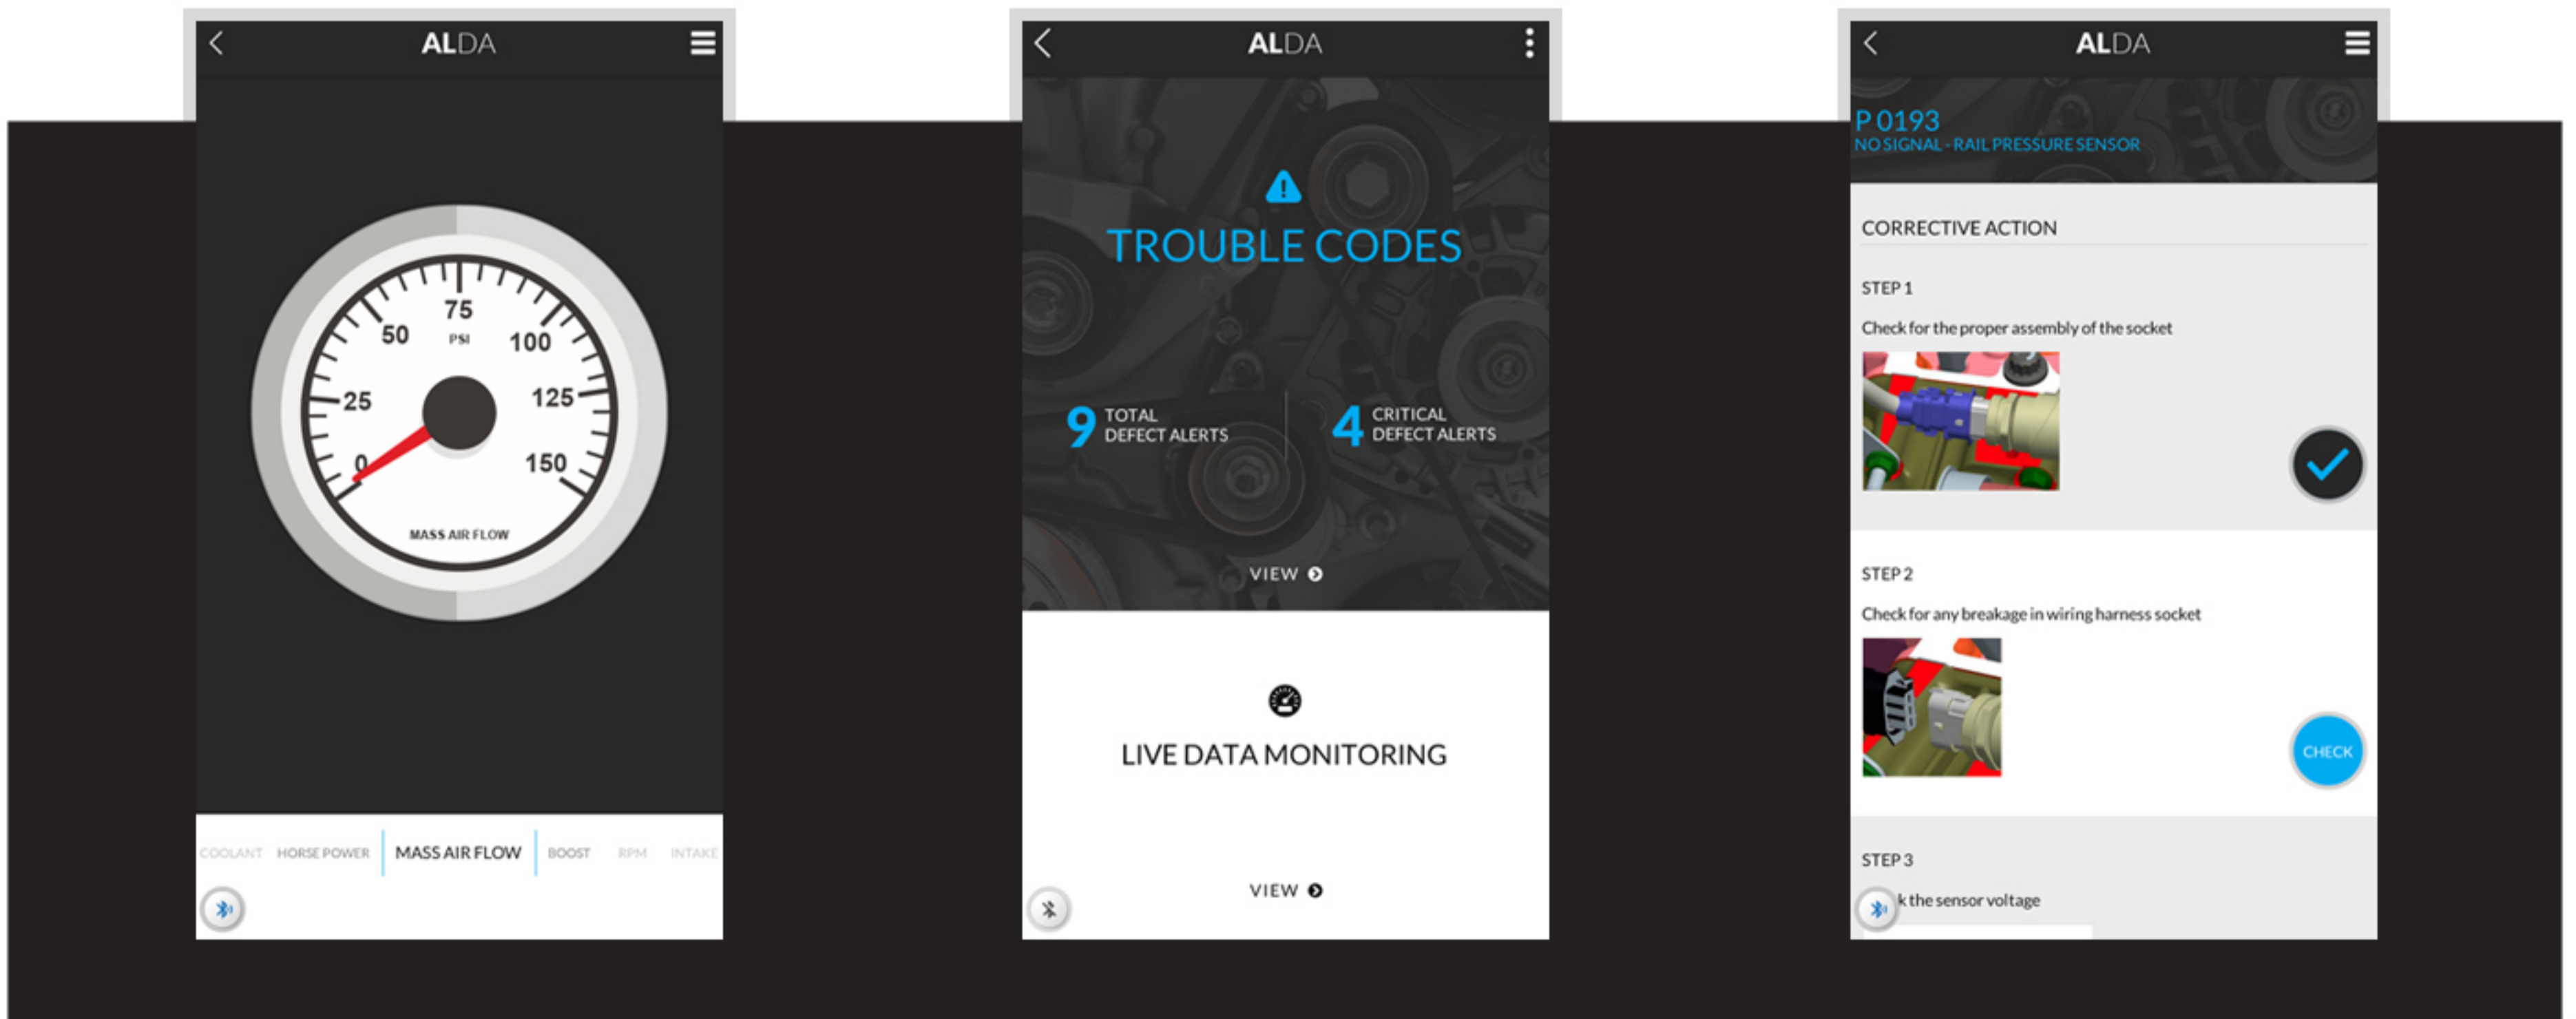 ALDA
75
PSI
50
100
25
125
0
150
MASS AIR FLOW
COOLANT HORSE POWER MASS AIR FLOW BOOST RPM INTAKE
ALDA
TROUBLE CODES
9 TOTAL DEFECT ALERTS
4 CRITICAL DEFECT ALERTS
VIEW
LIVE DATA MONITORING
VIEW
ALDA
P 0193
NO SIGNAL - RAIL PRESSURE SENSOR
CORRECTIVE ACTION
STEP 1
Check for the proper assembly of the socket
STEP 2
Check for any breakage in wiring harness socket
CHECK
STEP 3
k the sensor voltage